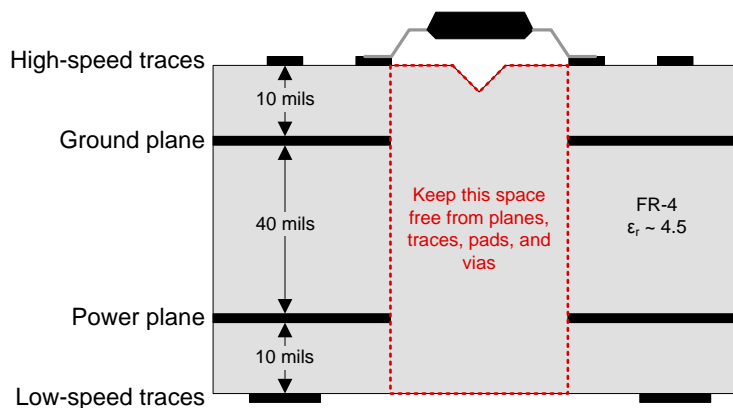 High-speed traces
10 mils
Ground plane
Keep this space
free from planes,
traces, pads, and
vias
40 mils
FR-4
εr ~ 4.5
Power plane
10 mils
Low-speed traces